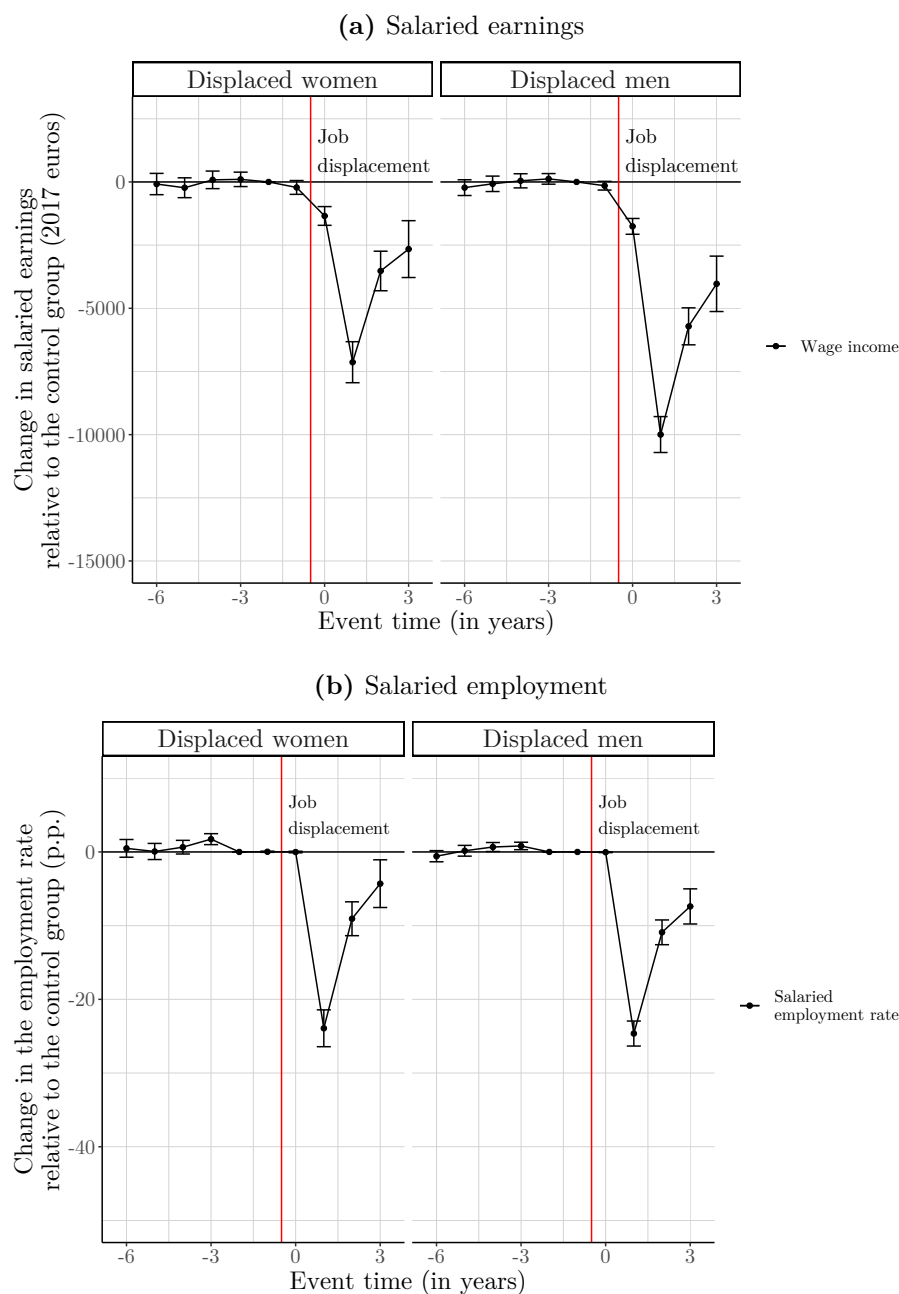 (a) Salaried earnings
Displaced women
Displaced men
Change in salaried earnings
relative to the control group (2017 euros)
0
-5000
-10000
-15000
Job
displacement
Job
displacement
-6
-3
0
3
-6
-3
0
3
Event time (in years)
Wage income
(b) Salaried employment
Displaced women
Displaced men
Change in the employment rate
relative to the control group (p.p.)
0
-20
-40
Job
displacement
Job
displacement
-6
-3
0
3
-6
-3
0
3
Event time (in years)
Salaried
employment rate